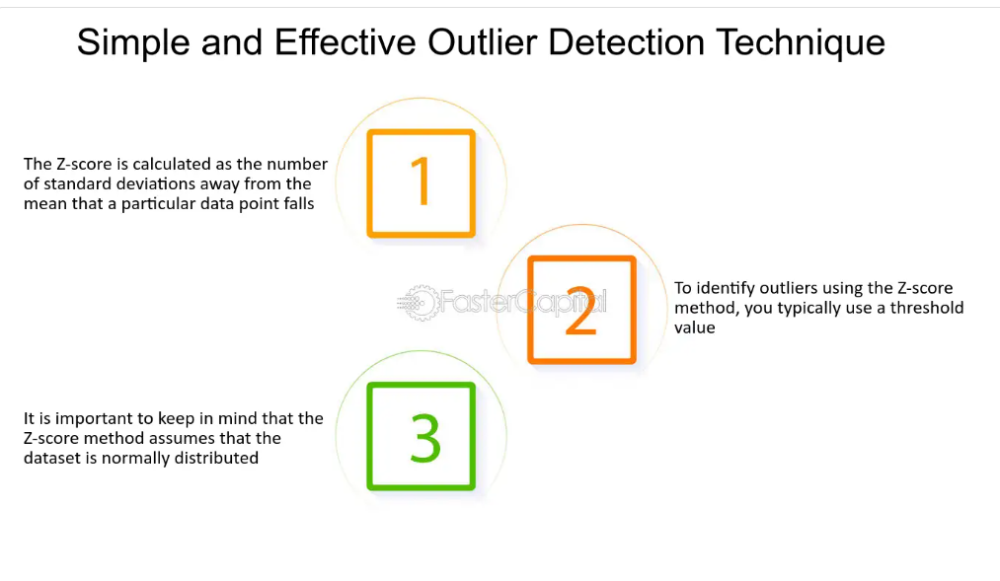 Simple and Effective Outlier Detection Technique
1
The Z-score is calculated as the number
of standard deviations away from the
mean that a particular data point falls
FasterCapital
2
To identify outliers using the Z-score
method, you typically use a threshold
value
3
It is important to keep in mind that the
Z-score method assumes that the
dataset is normally distributed